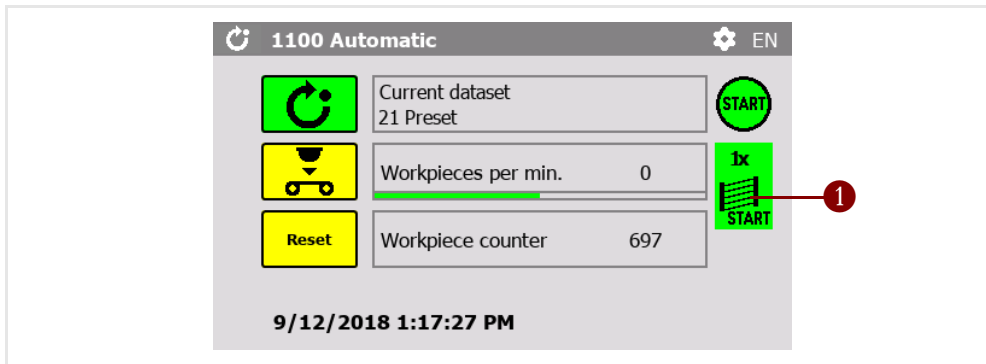 1100 Automatic EN
Current dataset
21 Preset
START
Workpieces per min. 0
1x
START
1
Reset
Workpiece counter 697
9/12/2018 1:17:27 PM